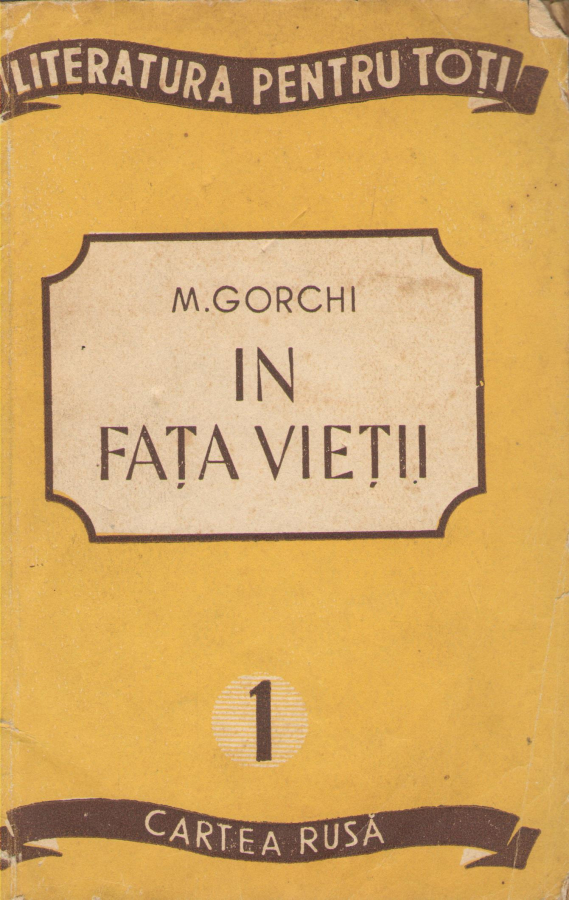 LITERATURA PENTRU TOȚI
M. GORCHI
IN
FAȚA VIEȚII
1
CARTEA RUSĂ